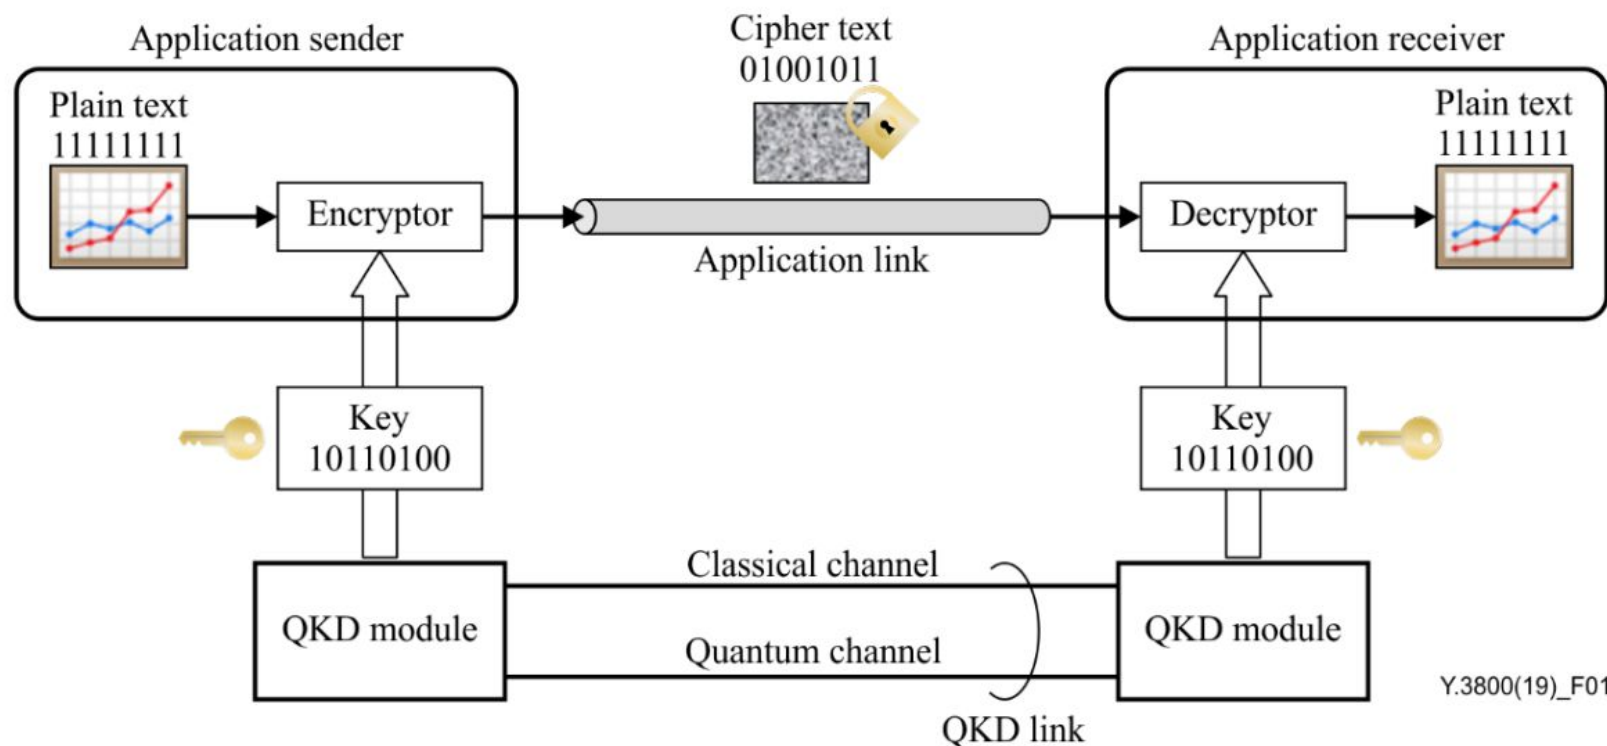 Application sender
Cipher text
01001011
Application receiver
Plain text
11111111
Plain text
11111111
Encryptor
Decryptor
Application link
Key
10110100
Key
10110100
Classical channel
QKD module
QKD module
Quantum channel
Y.3800(19)_F01
QKD link